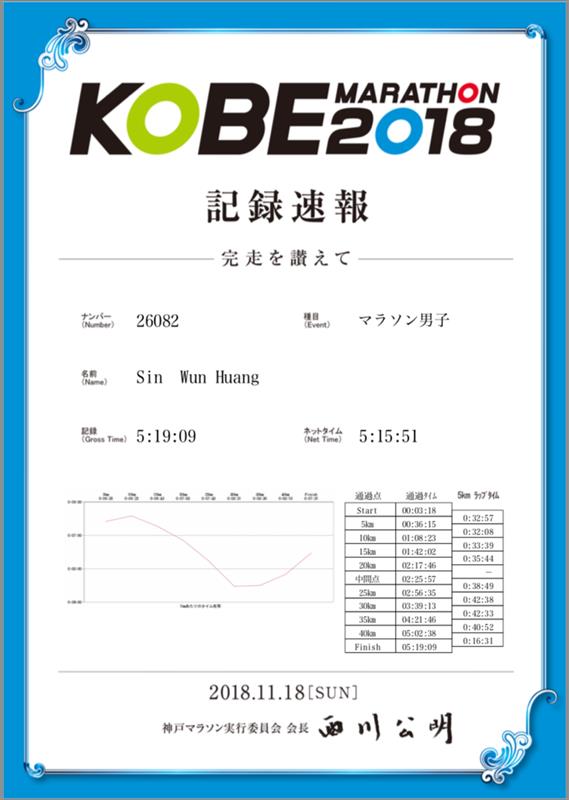 KOBE MARATHON 2018
記録速報
完走を讃えて
ナンバー (Number) 26082 種目 (Event) マラソン男子
名前 (Name) Sin Wun Huang
記録 (Gross Time) 5:19:09 ネットタイム (Net Time) 5:15:51
通過点 通過タイム 5km ラップタイム
Start 00:03:18
0:32:57
5km 00:36:15
0:32:08
10km 01:08:23
0:33:39
15km 01:42:02
0:35:44
20km 02:17:46
－
中間点 02:25:57
0:38:49
25km 02:56:35
0:42:38
30km 03:39:13
0:42:33
35km 04:21:46
0:40:52
40km 05:02:38
0:16:31
Finish 05:19:09
2018.11.18[SUN]
神戸マラソン実行委員会 会長 西川公明